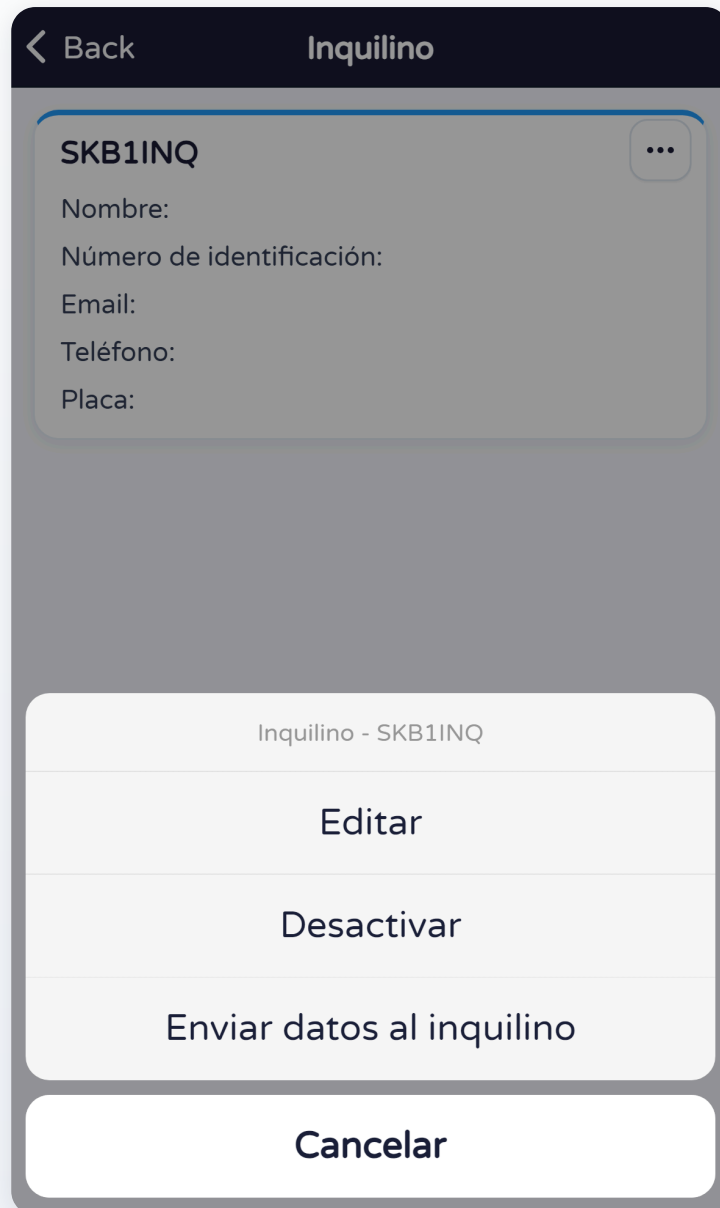 Back
Inquilino
SKB1INQ
Nombre:
Número de identificación:
Email:
Teléfono:
Placa:
Inquilino - SKB1INQ
Editar
Desactivar
Enviar datos al inquilino
Cancelar